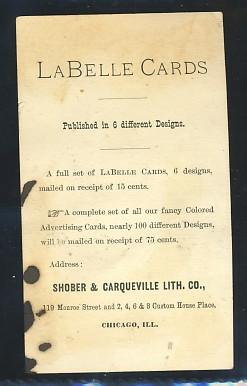 LaBelle Cards
Published in 6 different Designs.
A full set of LaBelle Cards, 6 designs,
mailed on receipt of 15 cents.
☞A complete set of all our fancy Colored
Advertising Cards, nearly 100 different Designs,
will be mailed on receipt of 75 cents.
Address:
SHOBER & CARQUEVILLE LITH. CO.,
119 Monroe Street and 2, 4, 6 & 8 Custom House Place,
CHICAGO, ILL.